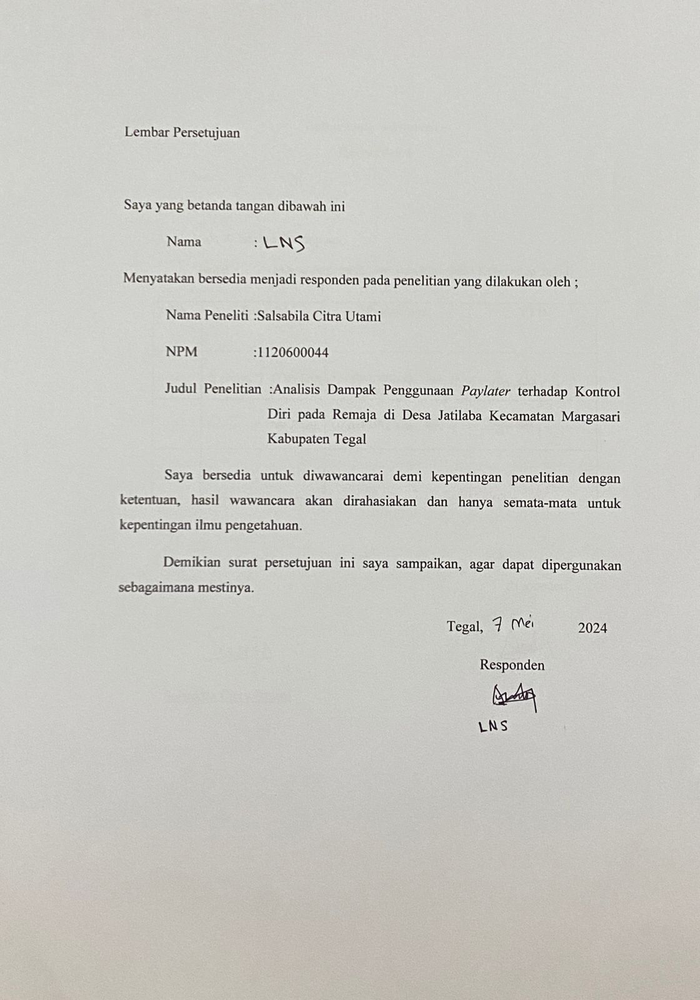 Lembar Persetujuan
Saya yang betanda tangan dibawah ini
Nama : LNS
Menyatakan bersedia menjadi responden pada penelitian yang dilakukan oleh ;
Nama Peneliti :Salsabila Citra Utami
NPM :1120600044
Judul Penelitian :Analisis Dampak Penggunaan Paylater terhadap Kontrol
Diri pada Remaja di Desa Jatilaba Kecamatan Margasari
Kabupaten Tegal
Saya bersedia untuk diwawancarai demi kepentingan penelitian dengan
ketentuan, hasil wawancara akan dirahasiakan dan hanya semata-mata untuk
kepentingan ilmu pengetahuan.
Demikian surat persetujuan ini saya sampaikan, agar dapat dipergunakan
sebagaimana mestinya.
Tegal, 7 Mei 2024
Responden
LNS